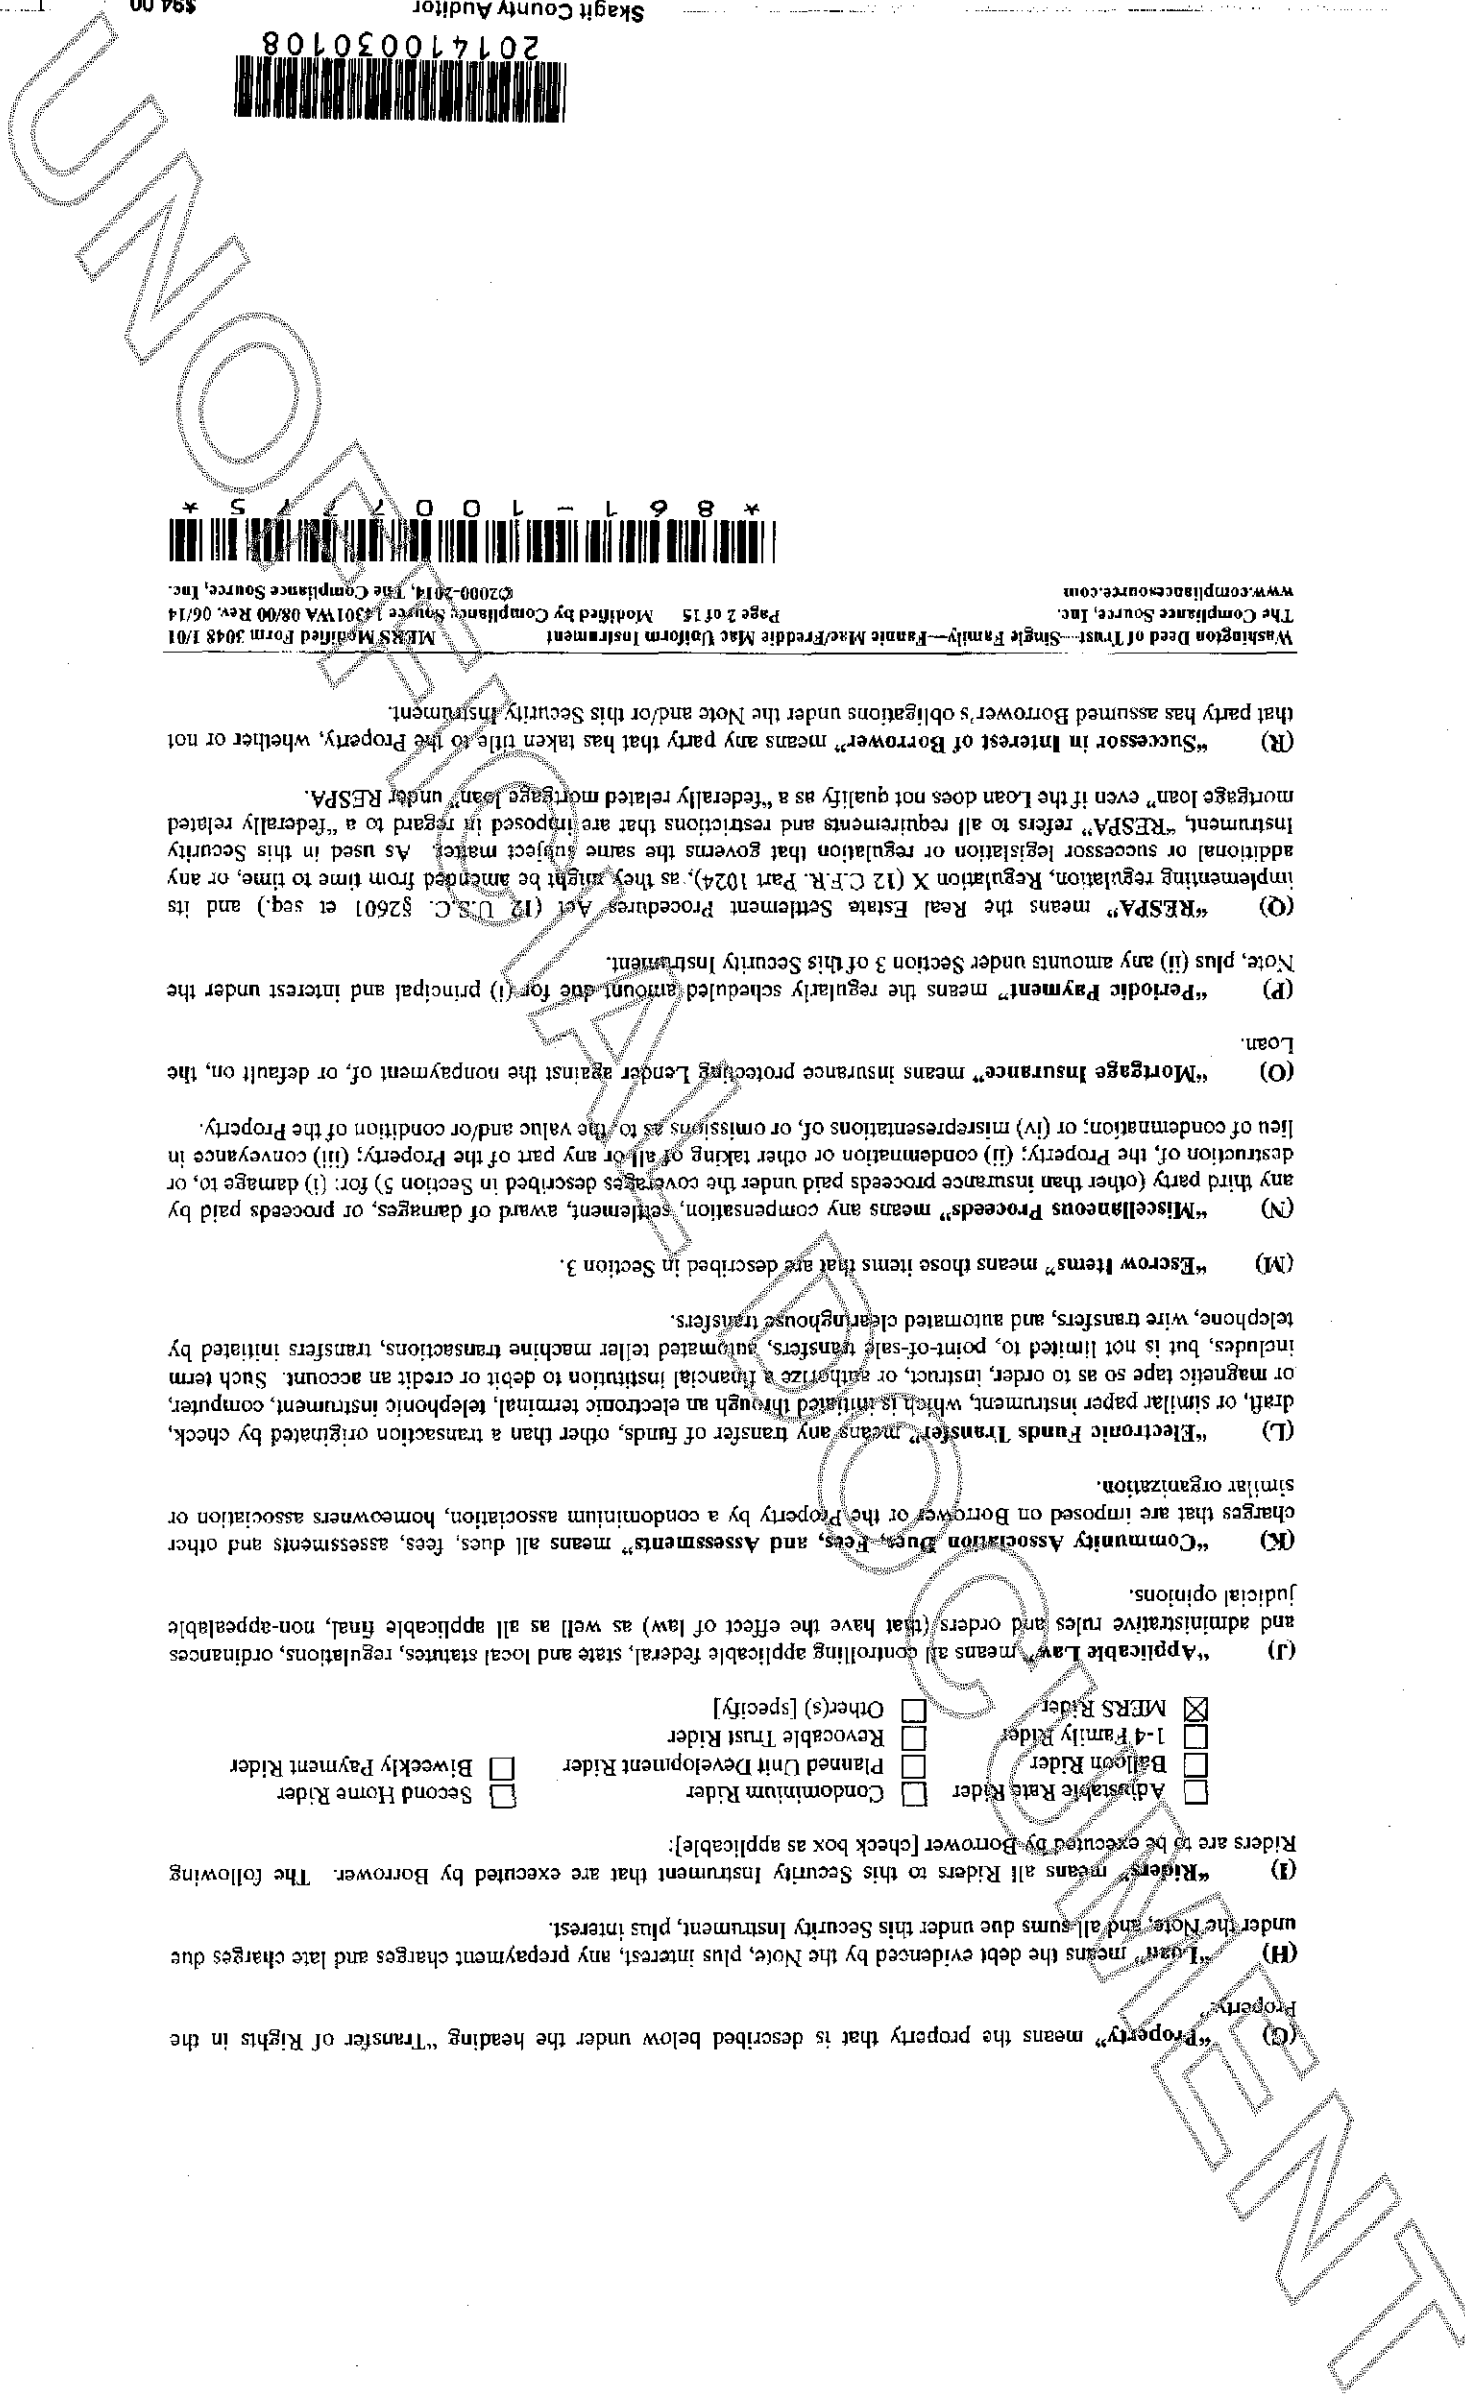 (G) “Property” means the property that is described below under the heading “Transfer of Rights in the
Property.”
(H) “Loan” means the debt evidenced by the Note, plus interest, any prepayment charges and late charges due
under the Note, and all sums due under this Security Instrument, plus interest.
(I) “Riders” means all Riders to this Security Instrument that are executed by Borrower. The following
Riders are to be executed by Borrower [check box as applicable]:
☐ Adjustable Rate Rider ☐ Condominium Rider ☐ Second Home Rider
☐ Balloon Rider ☐ Planned Unit Development Rider ☐ Biweekly Payment Rider
☐ 1-4 Family Rider ☐ Revocable Trust Rider
☒ MERS Rider ☐ Other(s) [specify]
(J) “Applicable Law” means all controlling applicable federal, state and local statutes, regulations, ordinances
and administrative rules and orders (that have the effect of law) as well as all applicable final, non-appealable
judicial opinions.
(K) “Community Association Dues, Fees, and Assessments” means all dues, fees, assessments and other
charges that are imposed on Borrower or the Property by a condominium association, homeowners association or
similar organization.
(L) “Electronic Funds Transfer” means any transfer of funds, other than a transaction originated by check,
draft, or similar paper instrument, which is initiated through an electronic terminal, telephonic instrument, computer,
or magnetic tape so as to order, instruct, or authorize a financial institution to debit or credit an account. Such term
includes, but is not limited to, point-of-sale transfers, automated teller machine transactions, transfers initiated by
telephone, wire transfers, and automated clearinghouse transfers.
(M) “Escrow Items” means those items that are described in Section 3.
(N) “Miscellaneous Proceeds” means any compensation, settlement, award of damages, or proceeds paid by
any third party (other than insurance proceeds paid under the coverages described in Section 5) for: (i) damage to, or
destruction of, the Property; (ii) condemnation or other taking of all or any part of the Property; (iii) conveyance in
lieu of condemnation; or (iv) misrepresentations of, or omissions as to, the value and/or condition of the Property.
(O) “Mortgage Insurance” means insurance protecting Lender against the nonpayment of, or default on, the
Loan.
(P) “Periodic Payment” means the regularly scheduled amount due for (i) principal and interest under the
Note, plus (ii) any amounts under Section 3 of this Security Instrument.
(Q) “RESPA” means the Real Estate Settlement Procedures Act (12 U.S.C. §2601 et seq.) and its
implementing regulation, Regulation X (12 C.F.R. Part 1024), as they might be amended from time to time, or any
additional or successor legislation or regulation that governs the same subject matter. As used in this Security
Instrument, “RESPA” refers to all requirements and restrictions that are imposed in regard to a “federally related
mortgage loan” even if the Loan does not qualify as a “federally related mortgage loan” under RESPA.
(R) “Successor in Interest of Borrower” means any party that has taken title to the Property, whether or not
that party has assumed Borrower’s obligations under the Note and/or this Security Instrument.
Washington Deed of Trust—Single Family—Fannie Mac/Freddie Mac Uniform Instrument MERS Modified Form 3048 1/01
The Compliance Source, Inc. Page 2 of 15 Modified by Compliance Source 14301WA 08/00 Rev. 06/14
www.compliancesource.com ©2000-2014, The Compliance Source, Inc.
* 8 6 1 - 1 0 0 7 7 7 5 *
201410030108
Skagit County Auditor $94.00
UNOFFICIAL DOCUMENT